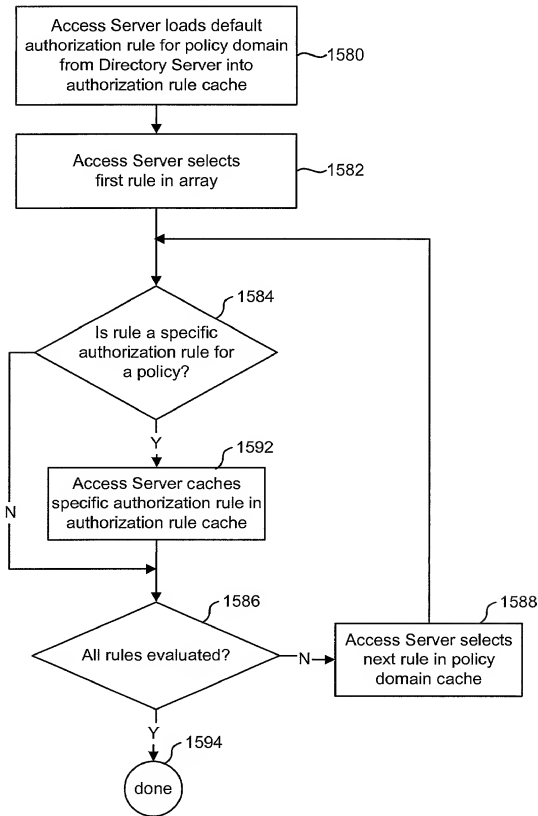 Access Server loads default
authorization rule for policy domain
from Directory Server into
authorization rule cache
1580
Access Server selects
first rule in array
1582
1584
Is rule a specific
authorization rule for
a policy?
Y
1592
Access Server caches
specific authorization rule in
authorization rule cache
N
1586
All rules evaluated?
N
1588
Access Server selects
next rule in policy
domain cache
Y
1594
done